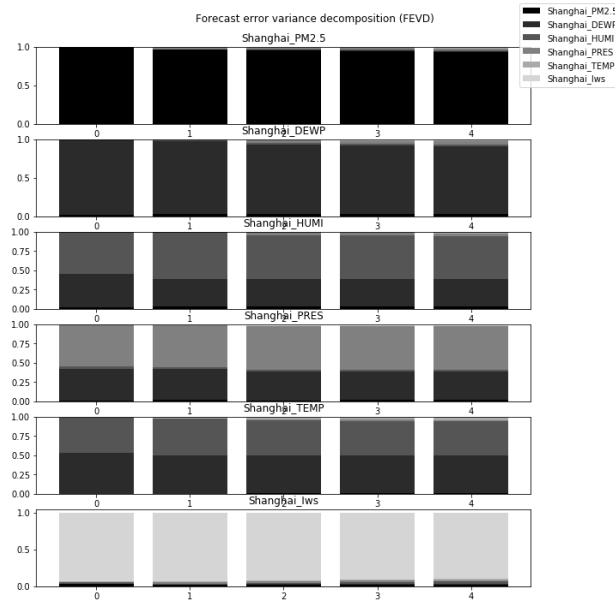 Forecast error variance decomposition (FEVD)
Shanghai_PM2.5
Shanghai_DEWP
Shanghai_HUMI
Shanghai_PRES
Shanghai_TEMP
Shanghai_Iws
Shanghai_PM2.5
1.0
0.5
0.0
0 1 2 3 4
Shanghai_DEWP
1.0
0.5
0.0
0 1 2 3 4
Shanghai_HUMI
1.00
0.75
0.50
0.25
0.00
0 1 2 3 4
Shanghai_PRES
1.00
0.75
0.50
0.25
0.00
0 1 2 3 4
Shanghai_TEMP
1.00
0.75
0.50
0.25
0.00
0 1 2 3 4
Shanghai_Iws
1.0
0.5
0.0
0 1 2 3 4